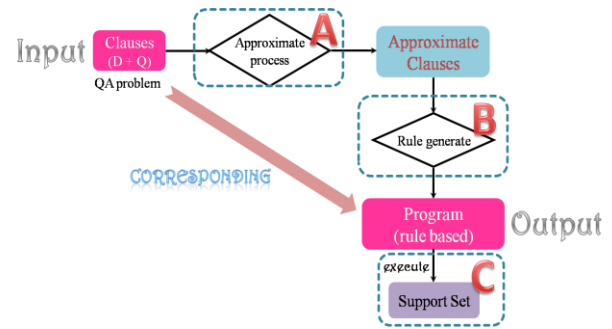 Input
Clauses
(D + Q)
QA problem
Approximate
process
A
Approximate
Clauses
B
Rule generate
CORRESPONDING
Program
(rule based)
Output
execute
C
Support Set